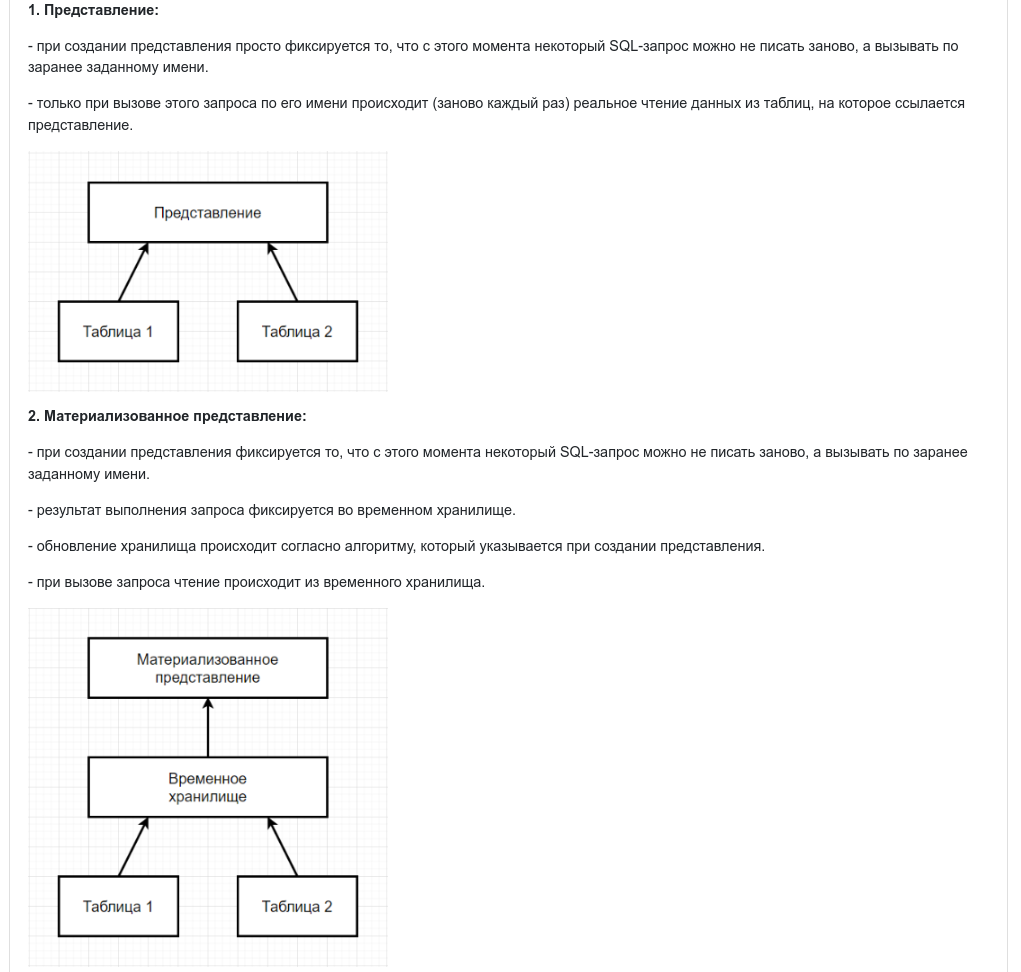 1. Представление:
- при создании представления просто фиксируется то, что с этого момента некоторый SQL-запрос можно не писать заново, а вызывать по
заранее заданному имени.
- только при вызове этого запроса по его имени происходит (заново каждый раз) реальное чтение данных из таблиц, на которое ссылается
представление.
Представление
Таблица 1
Таблица 2
2. Материализованное представление:
- при создании представления фиксируется то, что с этого момента некоторый SQL-запрос можно не писать заново, а вызывать по заранее
заданному имени.
- результат выполнения запроса фиксируется во временном хранилище.
- обновление хранилища происходит согласно алгоритму, который указывается при создании представления.
- при вызове запроса чтение происходит из временного хранилища.
Материализованное
представление
Временное
хранилище
Таблица 1
Таблица 2